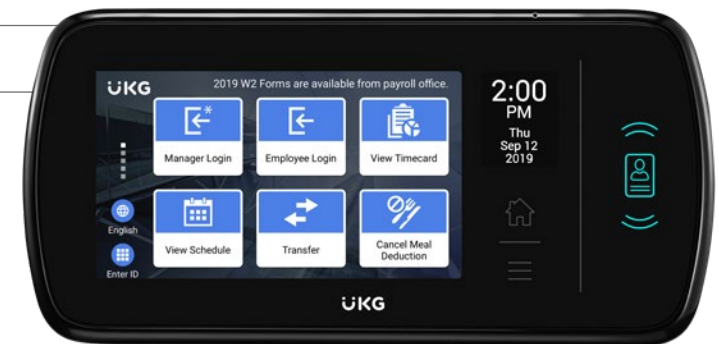 UKG
2019 W2 Forms are available from payroll office.
Manager Login
Employee Login
View Timecard
English
Enter ID
View Schedule
Transfer
Cancel Meal
Deduction
2:00
PM
Thu
Sep 12
2019
UKG